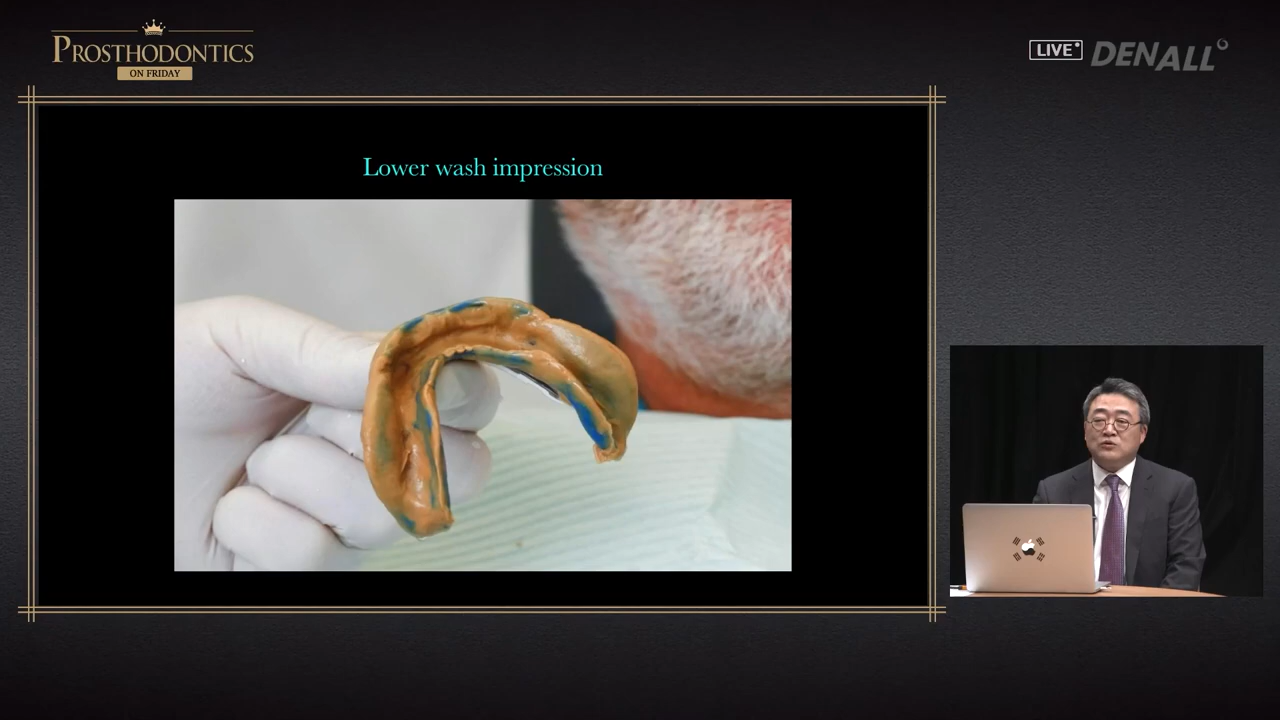 PROSTHODONTICS
ON FRIDAY
LIVE
DENALL
Lower wash impression